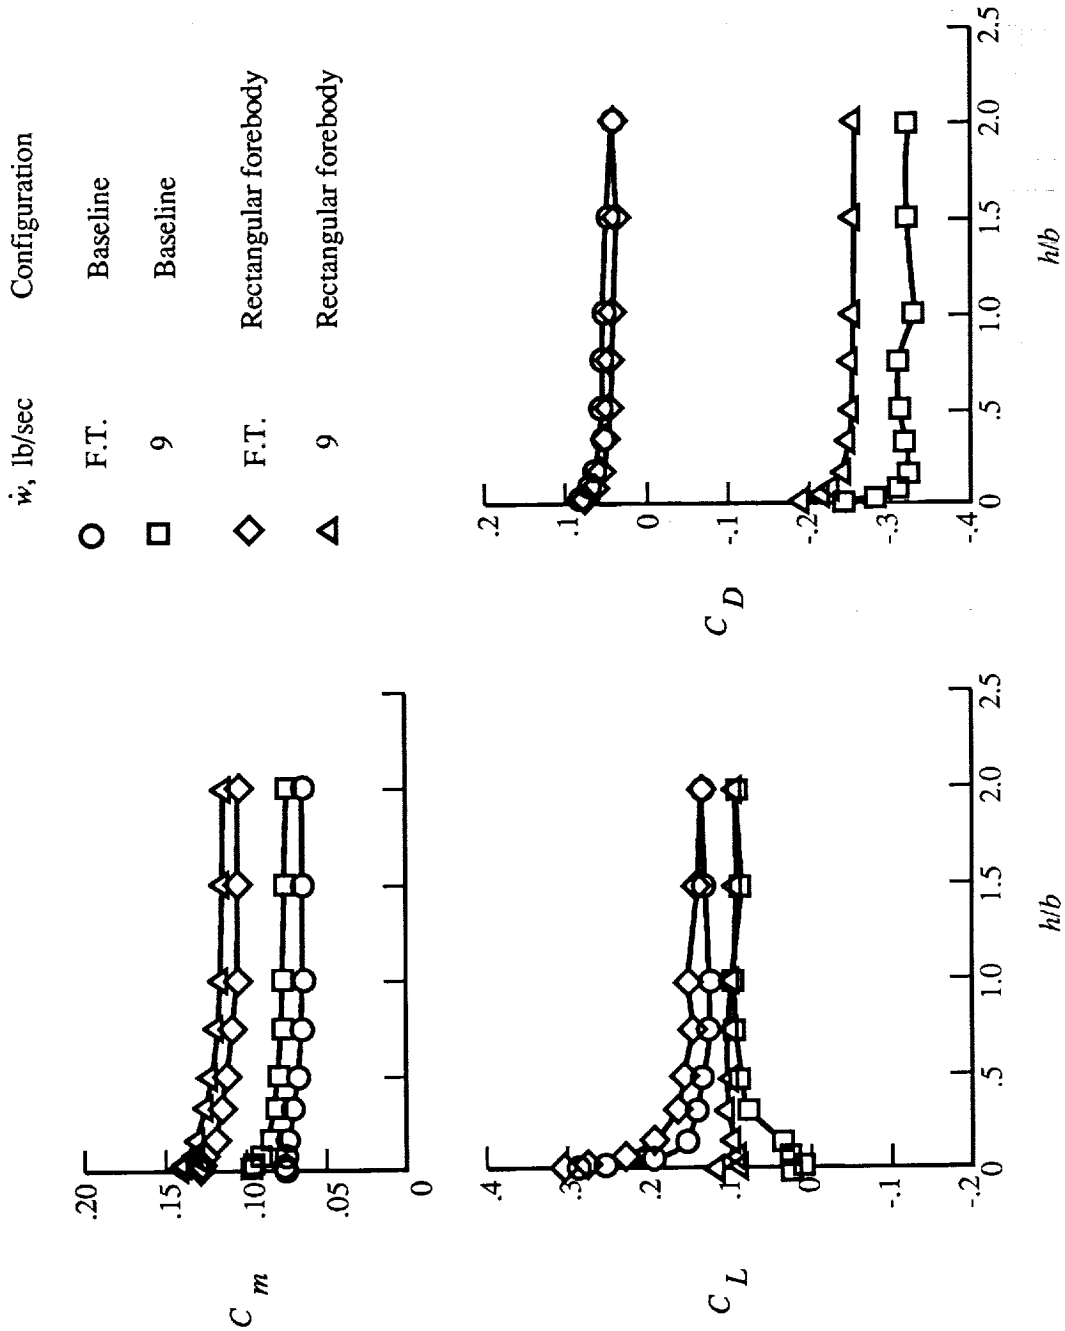 ẇ, lb/sec Configuration
F.T. Baseline
9 Baseline
F.T. Rectangular forebody
9 Rectangular forebody
C m
.20
.15
.10
.05
0
C L
.4
.3
.2
.1
0
-.1
-.2
0 .5 1.0 1.5 2.0 2.5
h/b
C D
.2
.1
0
-.1
-.2
-.3
-.4
0 .5 1.0 1.5 2.0 2.5
h/b